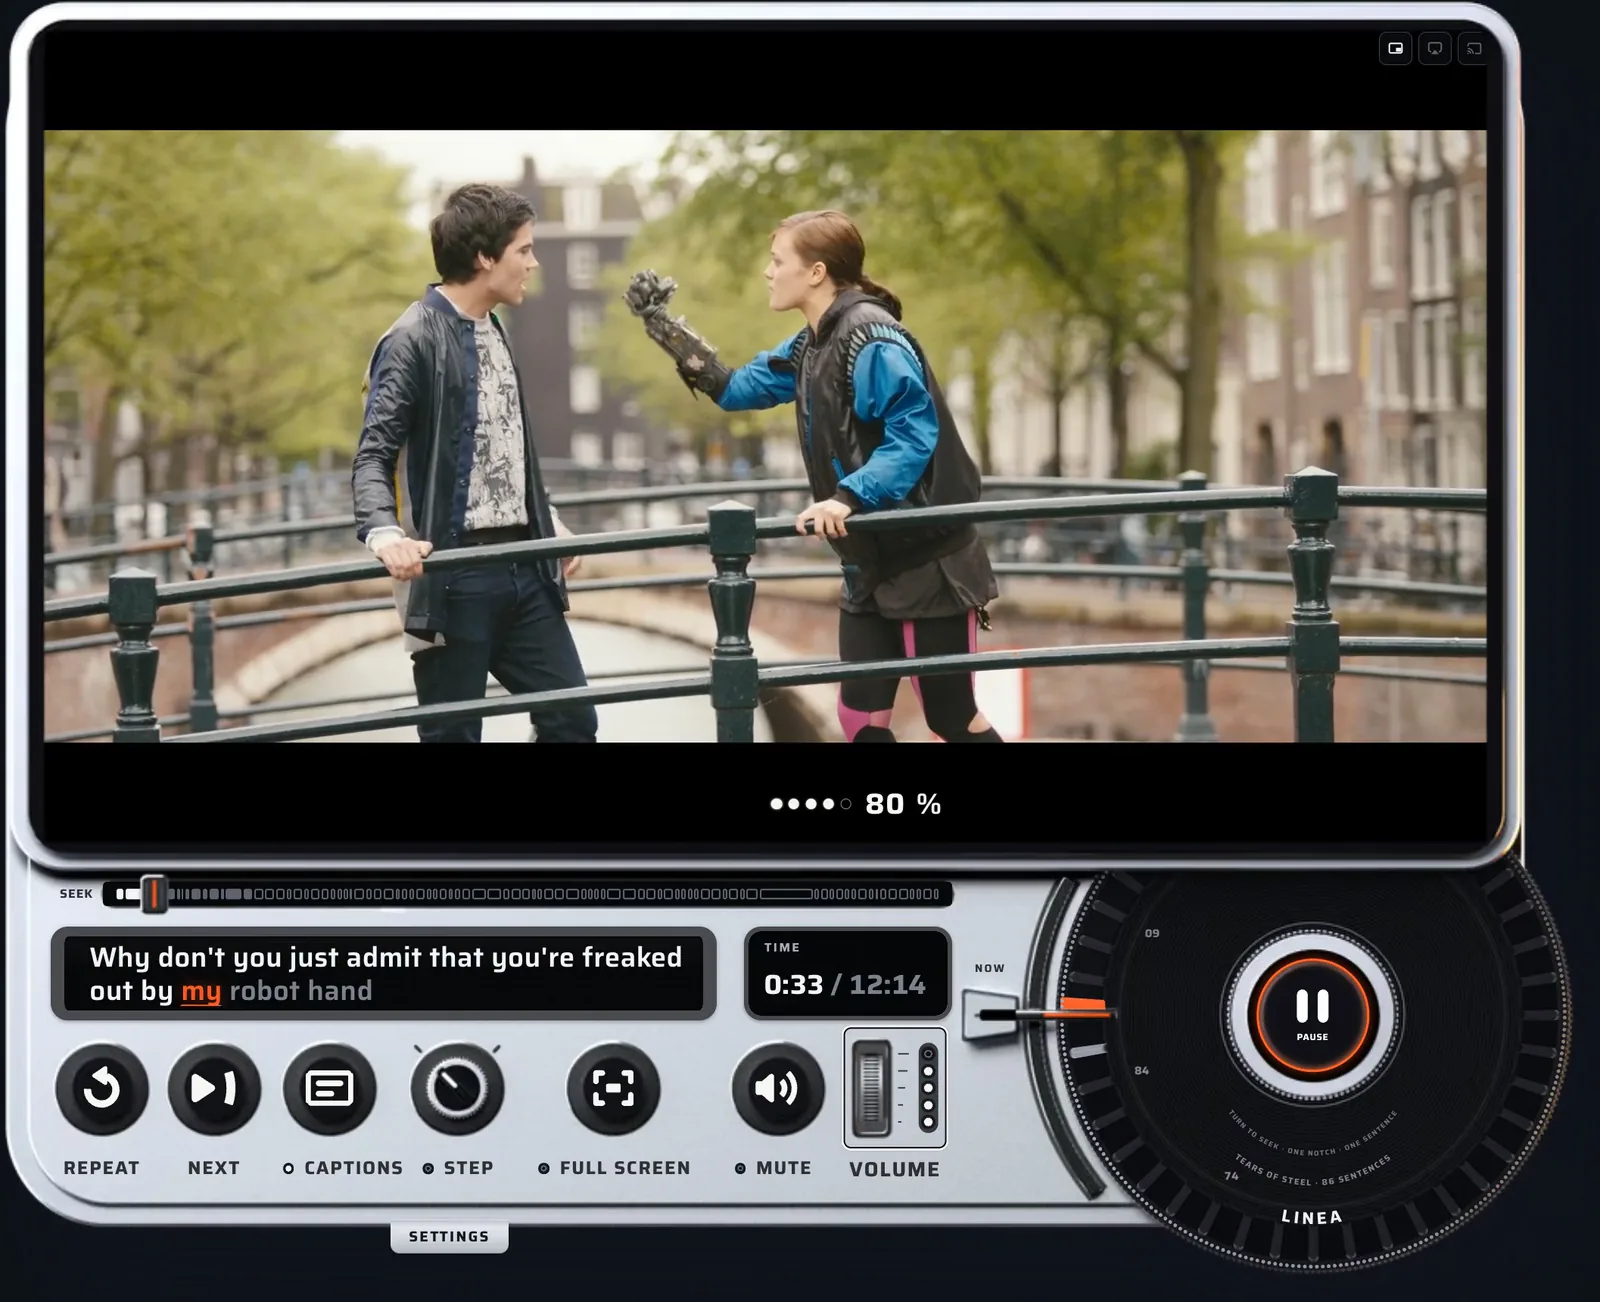 80 %
SEEK
Why don't you just admit that you're freaked
out by my robot hand
TIME
0:33 / 12:14
NOW
09
84
74
PAUSE
TURN TO SEEK · ONE NOTCH · ONE SENTENCE
TEARS OF STEEL · 86 SENTENCES
LINEA
REPEAT
NEXT
CAPTIONS
STEP
FULL SCREEN
MUTE
VOLUME
SETTINGS